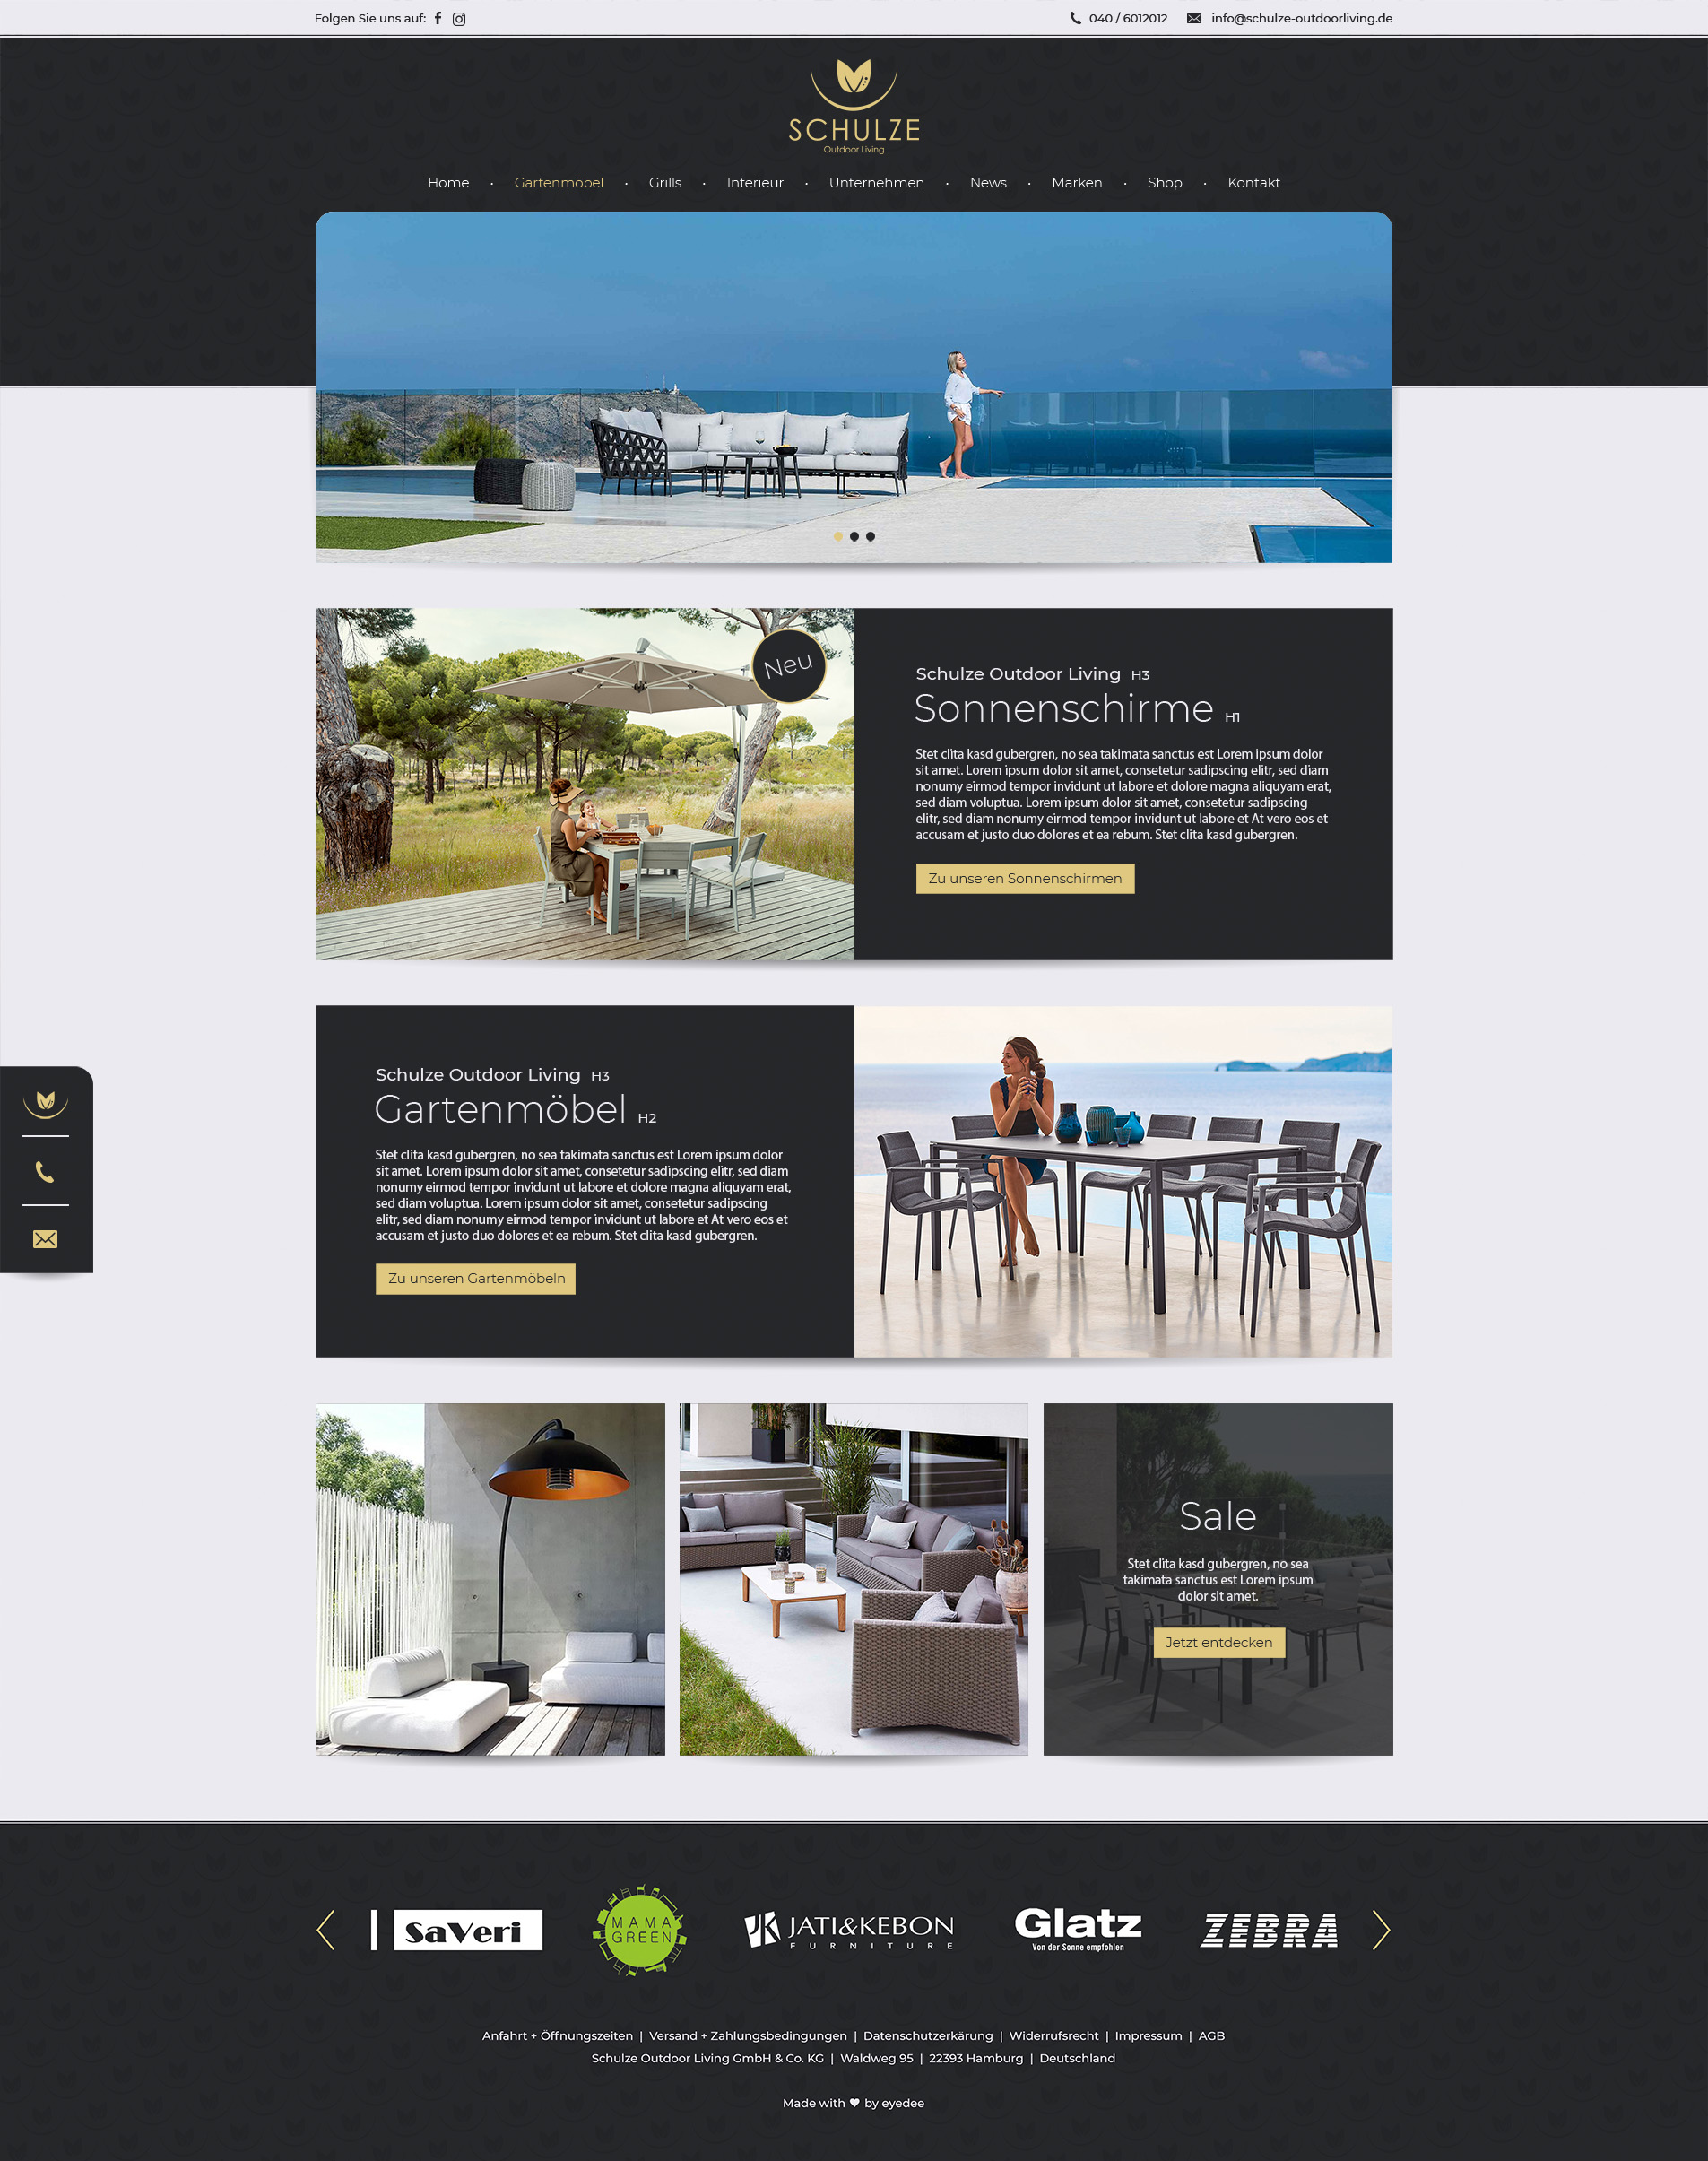 Folgen Sie uns auf:
040 / 6012012
info@schulze-outdoorliving.de
SCHULZE
Outdoor Living
Home • Gartenmöbel • Grills • Interieur • Unternehmen • News • Marken • Shop • Kontakt
Neu
Schulze Outdoor Living H3
Sonnenschirme H1
Stet clita kasd gubergren, no sea takimata sanctus est Lorem ipsum dolor
sit amet. Lorem ipsum dolor sit amet, consetetur sadipscing elitr, sed diam
nonumy eirmod tempor invidunt ut labore et dolore magna aliquyam erat,
sed diam voluptua. Lorem ipsum dolor sit amet, consetetur sadipscing
elitr, sed diam nonumy eirmod tempor invidunt ut labore et At vero eos et
accusam et justo duo dolores et ea rebum. Stet clita kasd gubergren.
Zu unseren Sonnenschirmen
Schulze Outdoor Living H3
Gartenmöbel H2
Stet clita kasd gubergren, no sea takimata sanctus est Lorem ipsum dolor
sit amet. Lorem ipsum dolor sit amet, consetetur sadipscing elitr, sed diam
nonumy eirmod tempor invidunt ut labore et dolore magna aliquyam erat,
sed diam voluptua. Lorem ipsum dolor sit amet, consetetur sadipscing
elitr, sed diam nonumy eirmod tempor invidunt ut labore et At vero eos et
accusam et justo duo dolores et ea rebum. Stet clita kasd gubergren.
Zu unseren Gartenmöbeln
Sale
Stet clita kasd gubergren, no sea
takimata sanctus est Lorem ipsum
dolor sit amet.
Jetzt entdecken
SaVeri
MAMA
GREEN
JATI&KEBON
FURNITURE
Glatz
Von der Sonne empfohlen
ZEBRA
Anfahrt + Öffnungszeiten | Versand + Zahlungsbedingungen | Datenschutzerkärung | Widerrufsrecht | Impressum | AGB
Schulze Outdoor Living GmbH & Co. KG | Waldweg 95 | 22393 Hamburg | Deutschland
Made with ♥ by eyedee